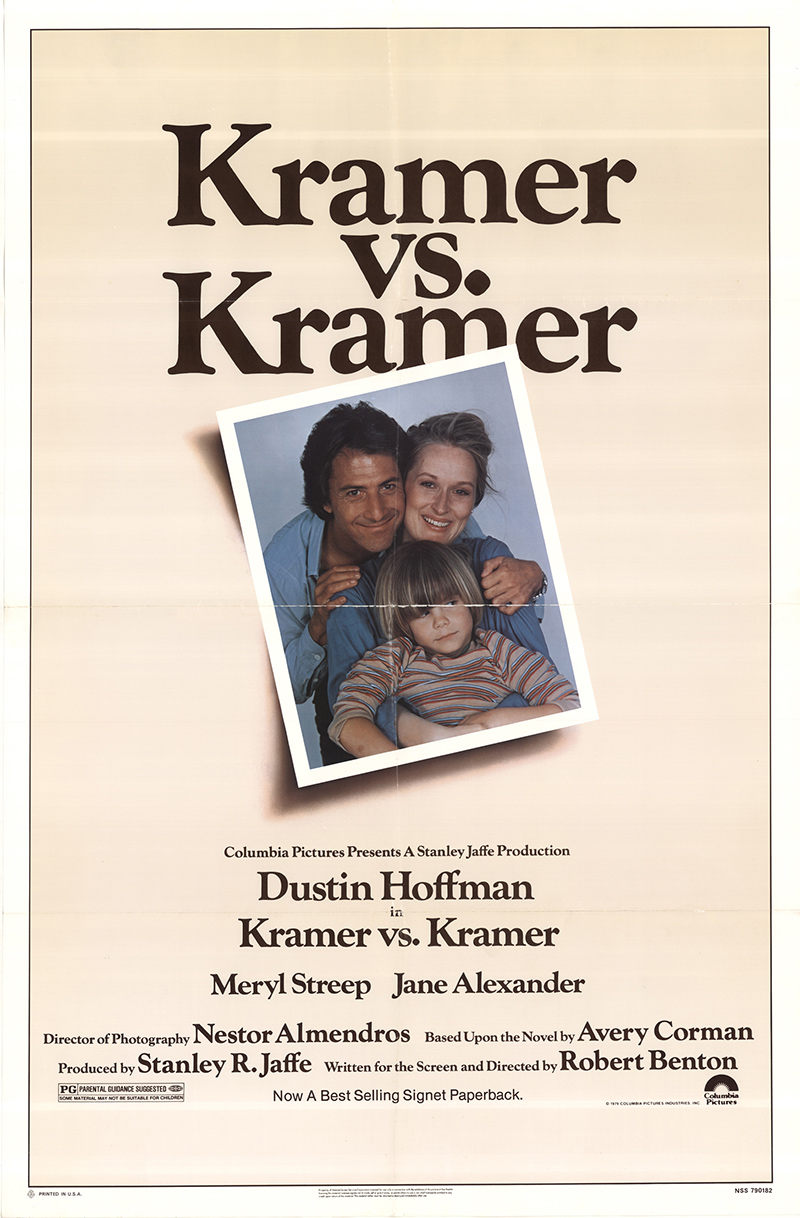 Kramer
vs.
Kramer
Columbia Pictures Presents A Stanley Jaffe Production
Dustin Hoffman
in
Kramer vs. Kramer
Meryl Streep Jane Alexander
Director of Photography Nestor Almendros Based Upon the Novel by Avery Corman
Produced by Stanley R. Jaffe Written for the Screen and Directed by Robert Benton
PG PARENTAL GUIDANCE SUGGESTED
SOME MATERIAL MAY NOT BE SUITABLE FOR CHILDREN
Now A Best Selling Signet Paperback.
© 1979 COLUMBIA PICTURES INDUSTRIES, INC.
Columbia
Pictures
PRINTED IN U.S.A.
NSS 790182